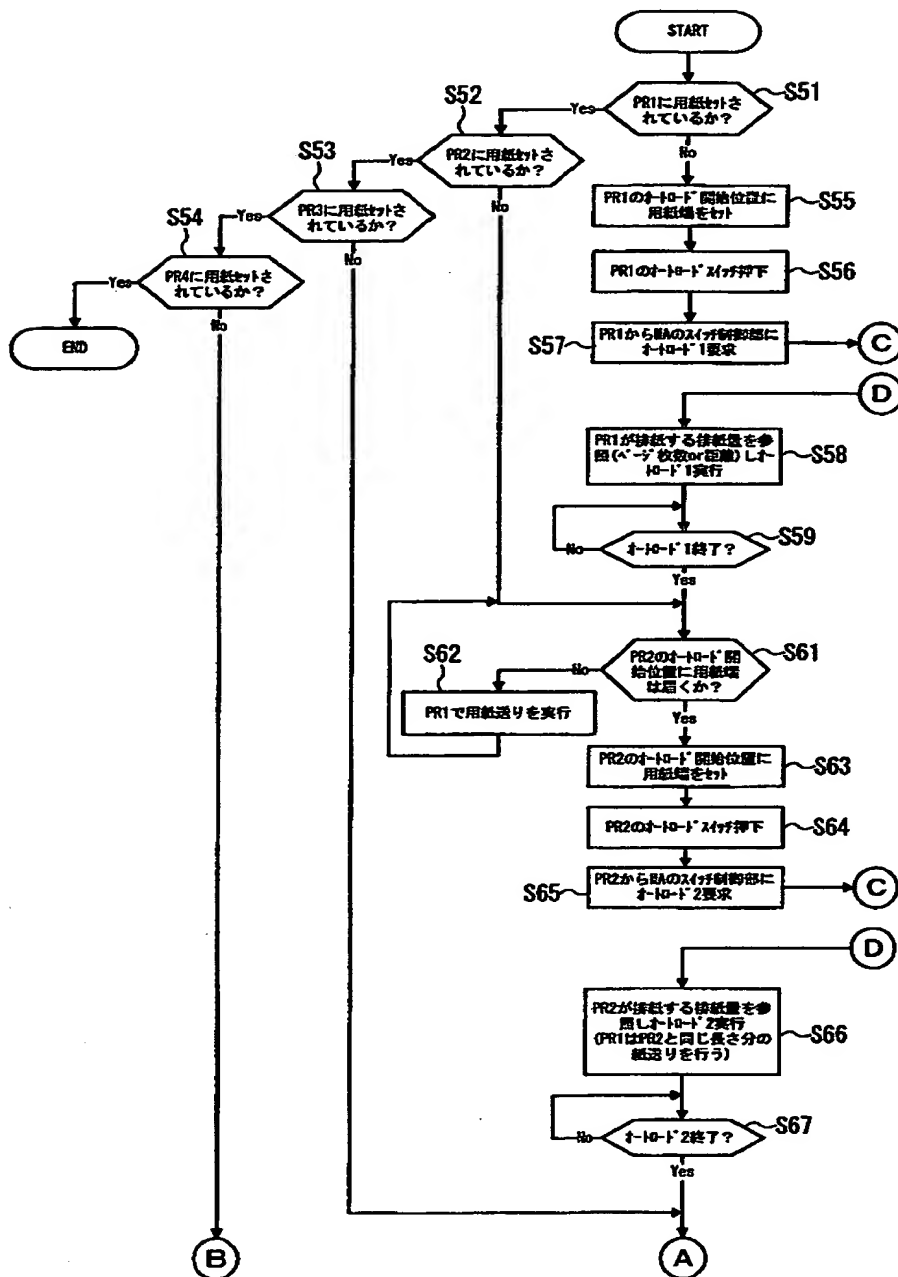 START
PR1に用紙セットさ
れているか?
S51
Yes
No
S52
PR2に用紙セットさ
れているか?
Yes
No
S53
PR3に用紙セットさ
れているか?
Yes
No
S54
PR4に用紙セットさ
れているか?
Yes
No
END
PR1のオートロード開始位置に
用紙端をセット
S55
PR1のオートロードスイッチ押下
S56
S57
PR1からMAのスイッチ制御部に
オートロード1要求
C
D
PR1が排紙する排紙量を参
照(ページ枚数or距離)しオー
トロード1実行
S58
オートロード1終了?
S59
No
Yes
PR2のオートロード開
始位置に用紙端
は届くか?
S61
No
Yes
S62
PR1で用紙送りを実行
PR2のオートロード開始位置に
用紙端をセット
S63
PR2のオートロードスイッチ押下
S64
S65
PR2からMAのスイッチ制御部に
オートロード2要求
C
D
PR2が排紙する排紙量を参
照しオートロード2実行
(PR1はPR2と同じ長さ分の
紙送りを行う)
S66
オートロード2終了?
S67
No
Yes
B
A